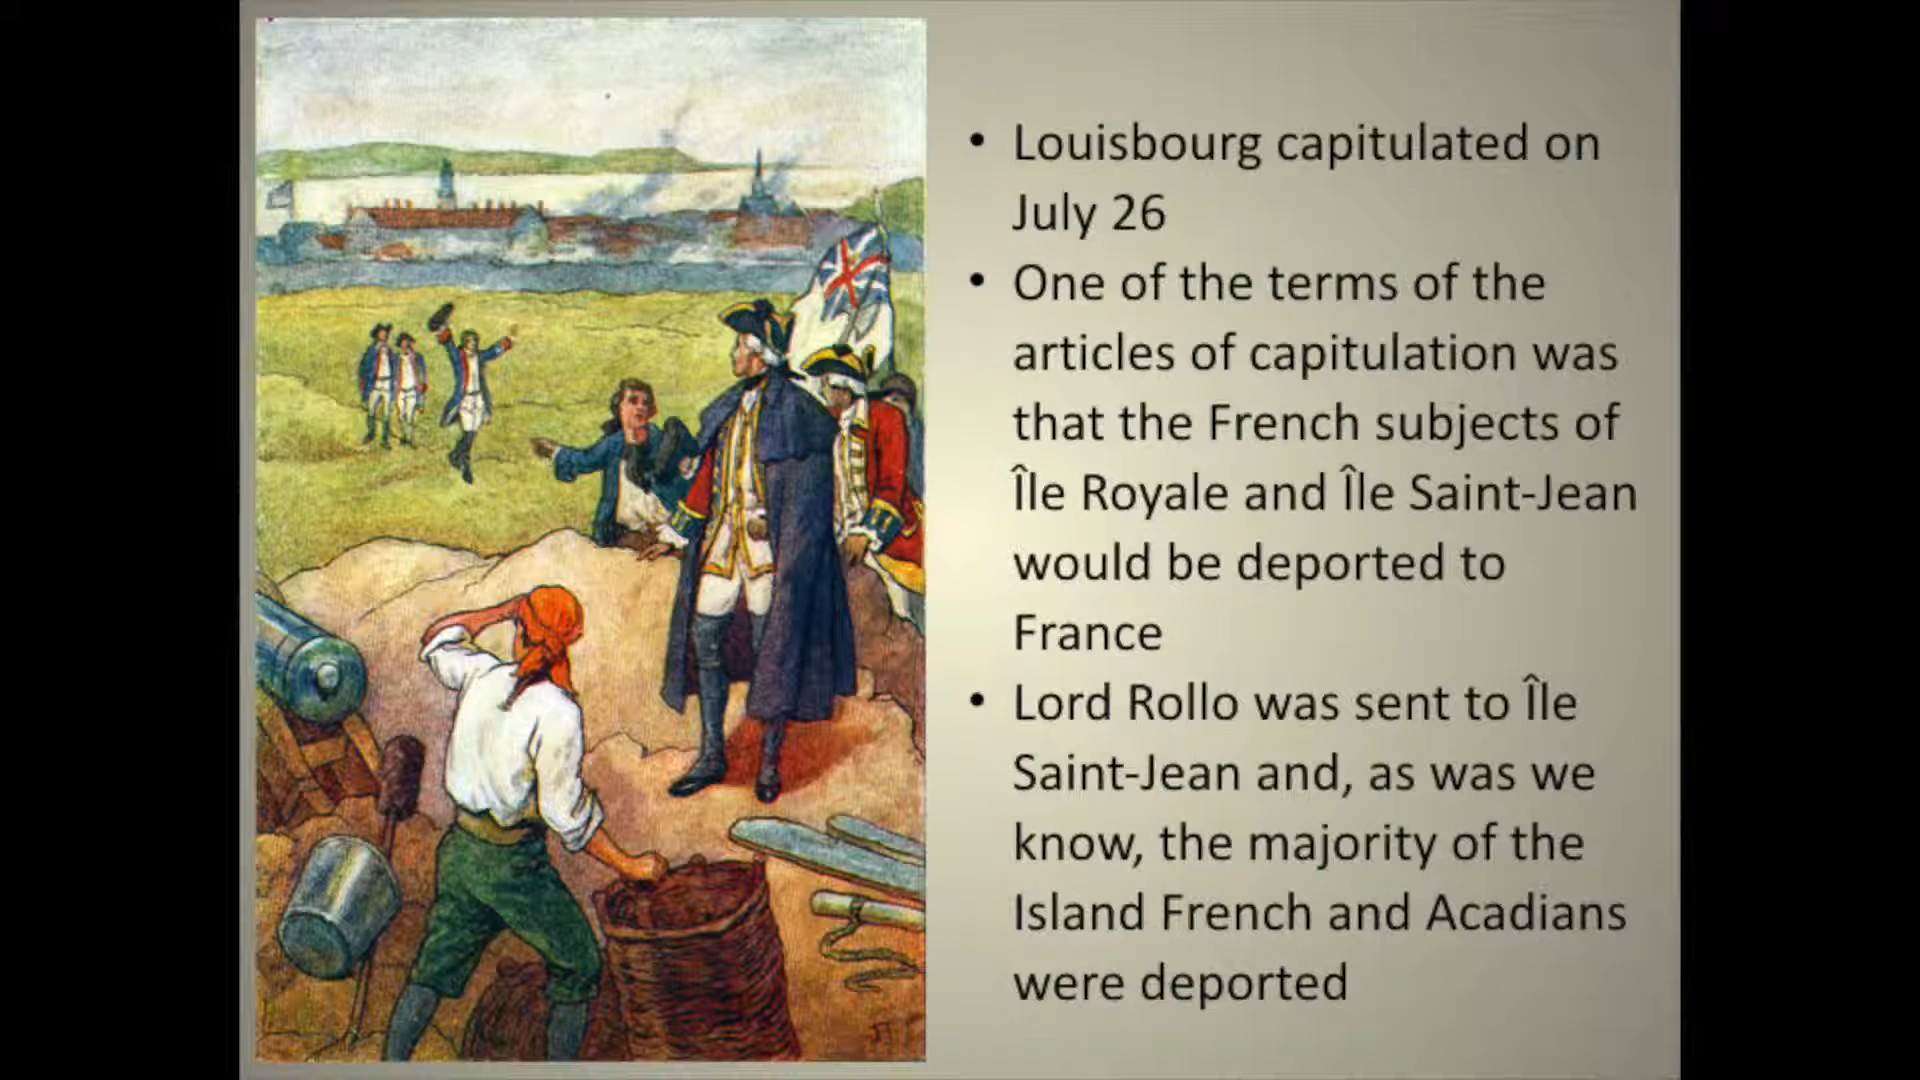 • Louisbourg capitulated on
July 26
• One of the terms of the
articles of capitulation was
that the French subjects of
Île Royale and Île Saint-Jean
would be deported to
France
• Lord Rollo was sent to Île
Saint-Jean and, as was we
know, the majority of the
Island French and Acadians
were deported